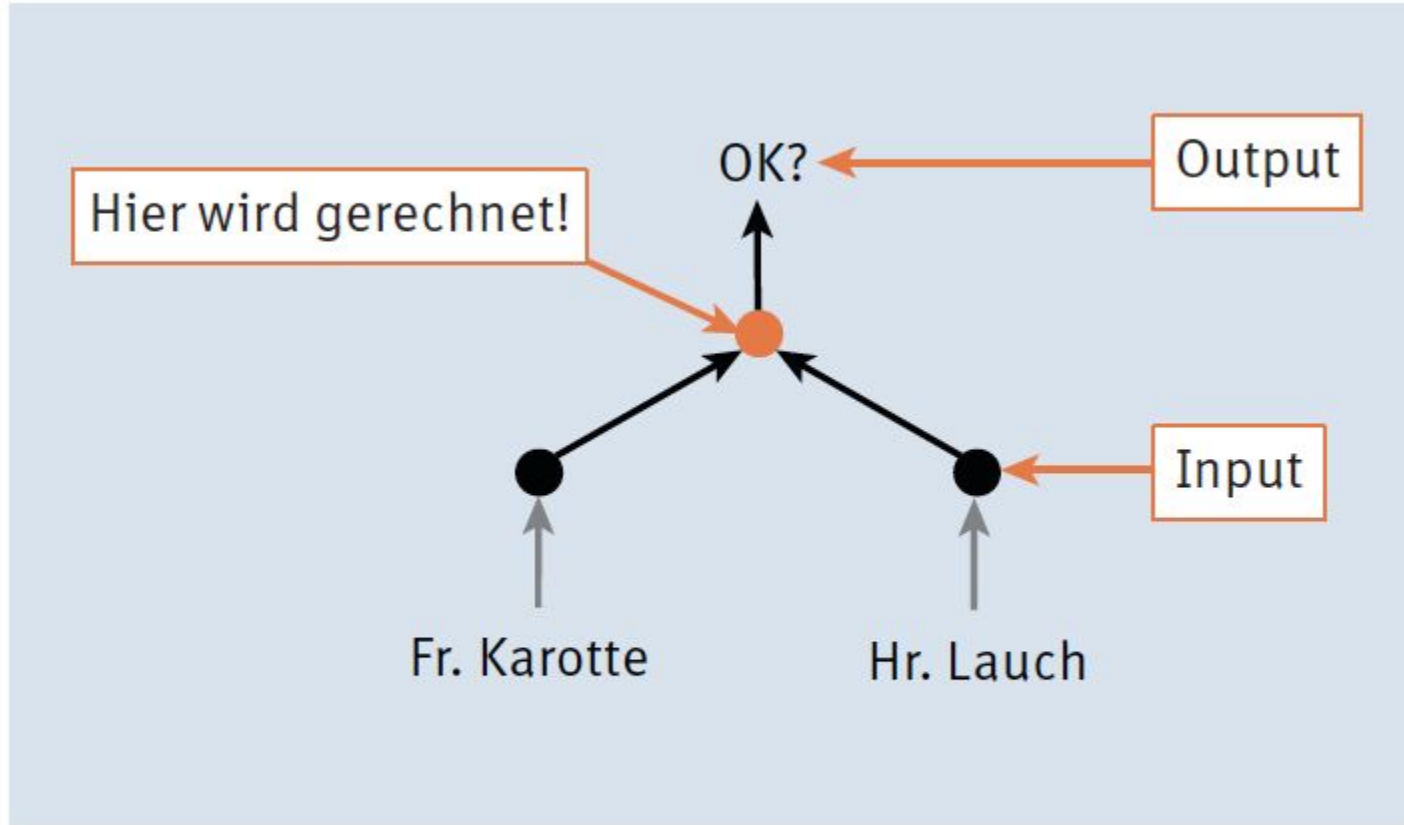 OK?
Output
Hier wird gerechnet!
Input
Fr. Karotte
Hr. Lauch